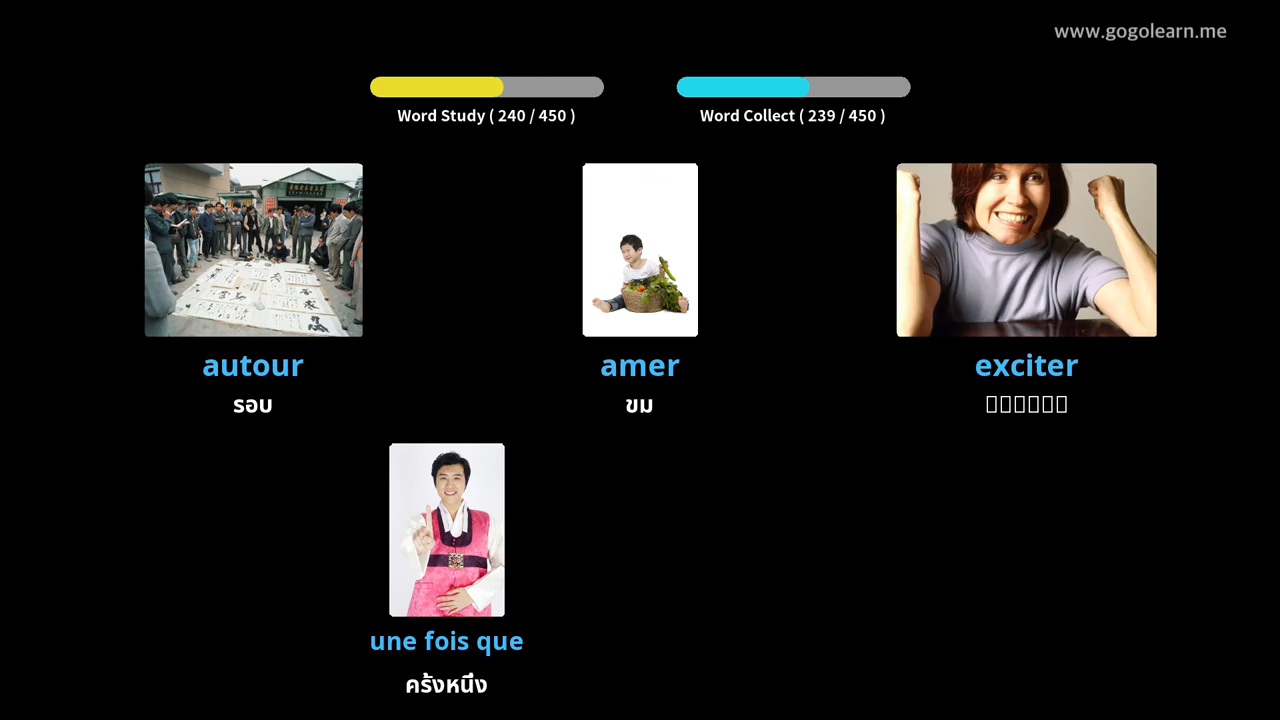 www.gogolearn.me
Word Study ( 240 / 450 )
Word Collect ( 239 / 450 )
autour
รอบ
amer
ขม
exciter
une fois que
ครั้งหนึ่ง